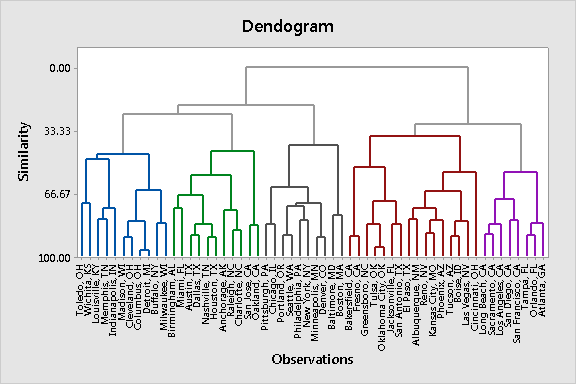 Dendogram
Similarity
0.00
33.33
66.67
100.00
Toledo, OH
Wichita, KS
Louisville, KY
Memphis, TN
Indianapolis, IN
Madison, WI
Cleveland, OH
Columbus, OH
Detroit, MI
Buffalo, NY
Milwaukee, WI
Birmingham, AL
Miami, FL
Austin, TX
Dallas, TX
Nashville, TN
Houston, TX
Anchorage, AK
Raleigh, NC
Charlotte, NC
San Jose, CA
Oakland, CA
Pittsburgh, PA
Chicago, IL
Portland, OR
Seattle, WA
Philadelphia, PA
New York, NY
Minneapolis, MN
Denver, CO
Baltimore, MD
Boston, MA
Bakersfield, CA
Fresno, CA
Greensboro, NC
Tulsa, OK
Oklahoma City, OK
Jacksonville, FL
San Antonio, TX
El Paso, TX
Albuquerque, NM
Reno, NV
Kansas City, MO
Phoenix, AZ
Tucson, AZ
Boise, ID
Las Vegas, NV
Cincinnati, OH
Long Beach, CA
Sacramento, CA
Los Angeles, CA
San Diego, CA
San Francisco, CA
Tampa, FL
Orlando, FL
Atlanta, GA
Observations